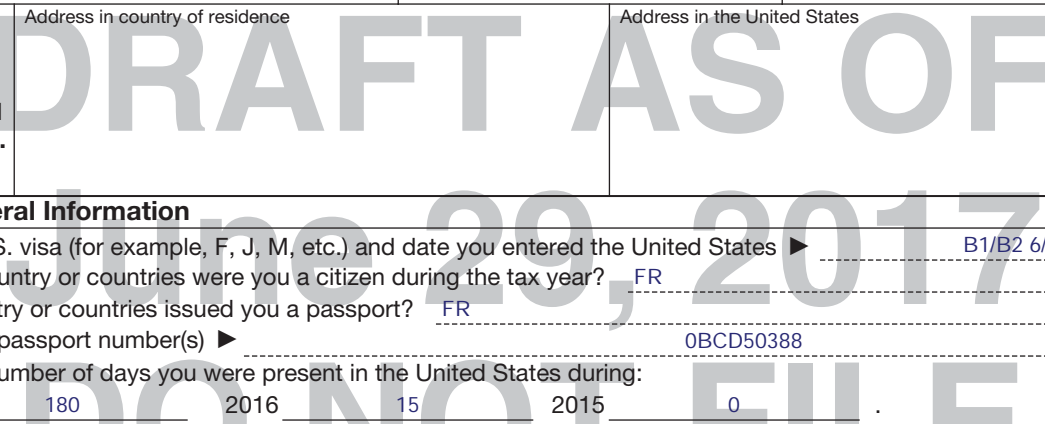 Address in country of residence Address in the United States
DRAFT AS OF
.
General Information
S. visa (for example, F, J, M, etc.) and date you entered the United States ▶ B1/B2 6/
untry or countries were you a citizen during the tax year? FR
June 29, 2017
try or countries issued you a passport? FR
passport number(s) ▶ 0BCD50388
umber of days you were present in the United States during:
180 2016 15 2015 0 .
DO NOT FILE